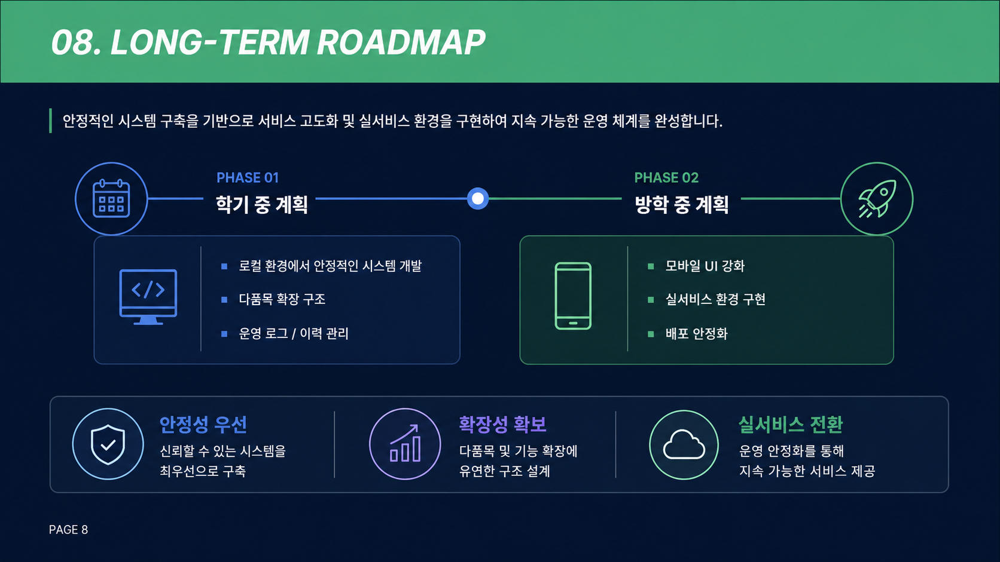 08. LONG-TERM ROADMAP
안정적인 시스템 구축을 기반으로 서비스 고도화 및 실서비스 환경을 구현하여 지속 가능한 운영 체계를 완성합니다.
PHASE 01
학기 중 계획
PHASE 02
방학 중 계획
로컬 환경에서 안정적인 시스템 개발
다품목 확장 구조
운영 로그 / 이력 관리
모바일 UI 강화
실서비스 환경 구현
배포 안정화
안정성 우선
신뢰할 수 있는 시스템을
최우선으로 구축
확장성 확보
다품목 및 기능 확장에
유연한 구조 설계
실서비스 전환
운영 안정화를 통해
지속 가능한 서비스 제공
PAGE 8